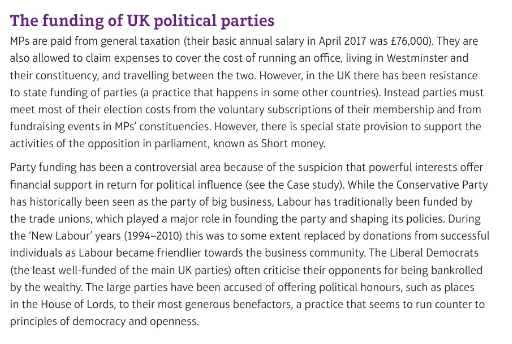 The funding of UK political parties
MPs are paid from general taxation (their basic annual salary in April 2017 was £76,000). They are
also allowed to claim expenses to cover the cost of running an office, living in Westminster and
their constituency, and travelling between the two. However, in the UK there has been resistance
to state funding of parties (a practice that happens in some other countries). Instead parties must
meet most of their election costs from the voluntary subscriptions of their membership and from
fundraising events in MPs' constituencies. However, there is special state provision to support the
activities of the opposition in parliament, known as Short money.
Party funding has been a controversial area because of the suspicion that powerful interests offer
financial support in return for political influence (see the Case study). While the Conservative Party
has historically been seen as the party of big business, Labour has traditionally been funded by
the trade unions, which played a major role in founding the party and shaping its policies. During
the 'New Labour' years (1994–2010) this was to some extent replaced by donations from successful
individuals as Labour became friendlier towards the business community. The Liberal Democrats
(the least well-funded of the main UK parties) often criticise their opponents for being bankrolled
by the wealthy. The large parties have been accused of offering political honours, such as places
in the House of Lords, to their most generous benefactors, a practice that seems to run counter to
principles of democracy and openness.